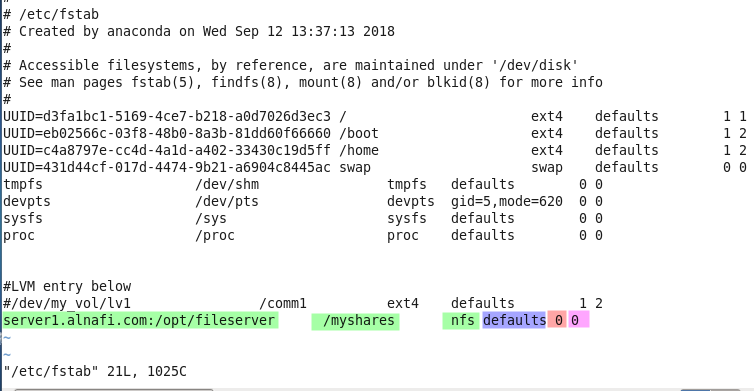 #
# /etc/fstab
# Created by anaconda on Wed Sep 12 13:37:13 2018
#
# Accessible filesystems, by reference, are maintained under '/dev/disk'
# See man pages fstab(5), findfs(8), mount(8) and/or blkid(8) for more info
#
UUID=d3fa1bc1-5169-4ce7-b218-a0d7026d3ec3 / ext4 defaults 1 1
UUID=eb02566c-03f8-48b0-8a3b-81dd60f66660 /boot ext4 defaults 1 2
UUID=c4a8797e-cc4d-4a1d-a402-33430c19d5ff /home ext4 defaults 1 2
UUID=431d44cf-017d-4474-9b21-a6904c8445ac swap swap defaults 0 0
tmpfs /dev/shm tmpfs defaults 0 0
devpts /dev/pts devpts gid=5,mode=620 0 0
sysfs /sys sysfs defaults 0 0
proc /proc proc defaults 0 0
#LVM entry below
#/dev/my_vol/lv1 /comm1 ext4 defaults 1 2
server1.alnafi.com:/opt/fileserver /myshares nfs defaults 0 0
~
~
"/etc/fstab" 21L, 1025C